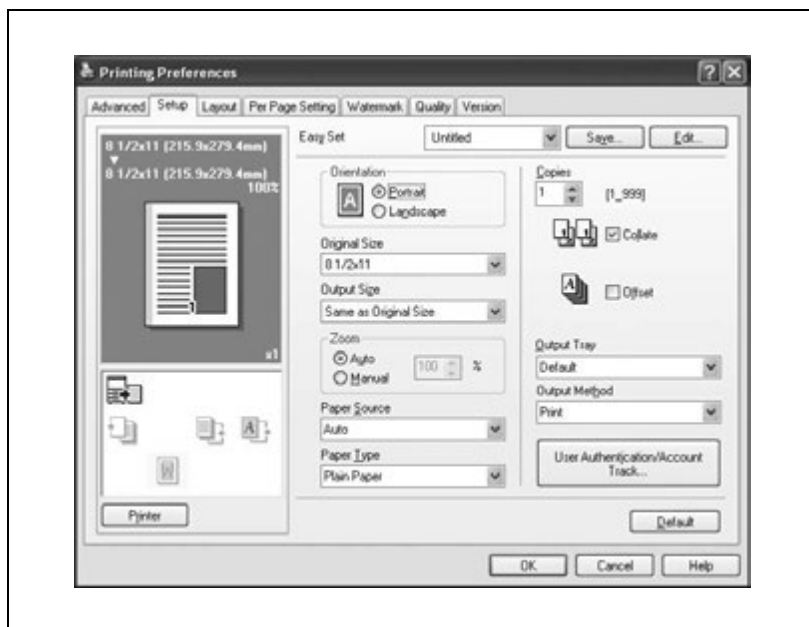 Printing Preferences
Advanced Setup Layout Per Page Setting Watermark Quality Version
8 1/2x11 (215.9x279.4mm)
8 1/2x11 (215.9x279.4mm)
100%
1
x1
Printer
Easy Set Untitled Save... Edit...
Orientation
A Portrait
Landscape
Original Size
8 1/2x11
Output Size
Same as Original Size
Zoom
Auto 100 %
Manual
Paper Source
Auto
Paper Type
Plain Paper
Copies
1 [1_999]
Collate
A Offset
Output Tray
Default
Output Method
Print
User Authentication/Account
Track...
Default
OK Cancel Help